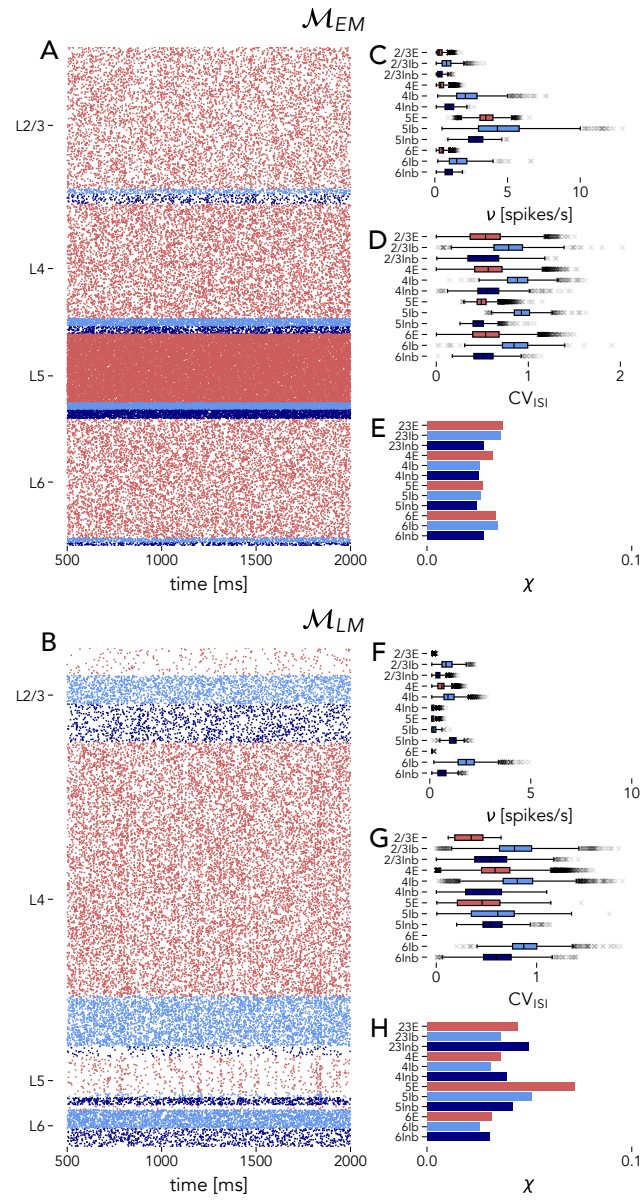 M_EM
A
L2/3
L4
L5
L6
500 1000 1500 2000
time [ms]
C
2/3E
2/3Ib
2/3Inb
4E
4Ib
4Inb
5E
5Ib
5Inb
6E
6Ib
6Inb
0 5 10
ν [spikes/s]
D
2/3E
2/3Ib
2/3Inb
4E
4Ib
4Inb
5E
5Ib
5Inb
6E
6Ib
6Inb
0 1 2
CV_ISI
E
23E
23Ib
23Inb
4E
4Ib
4Inb
5E
5Ib
5Inb
6E
6Ib
6Inb
0.0 0.1
χ
M_LM
B
L2/3
L4
L5
L6
500 1000 1500 2000
time [ms]
F
2/3E
2/3Ib
2/3Inb
4E
4Ib
4Inb
5E
5Ib
5Inb
6E
6Ib
6Inb
0 5 10
ν [spikes/s]
G
2/3E
2/3Ib
2/3Inb
4E
4Ib
4Inb
5E
5Ib
5Inb
6E
6Ib
6Inb
0 1
CV_ISI
H
23E
23Ib
23Inb
4E
4Ib
4Inb
5E
5Ib
5Inb
6E
6Ib
6Inb
0.0 0.1
χ